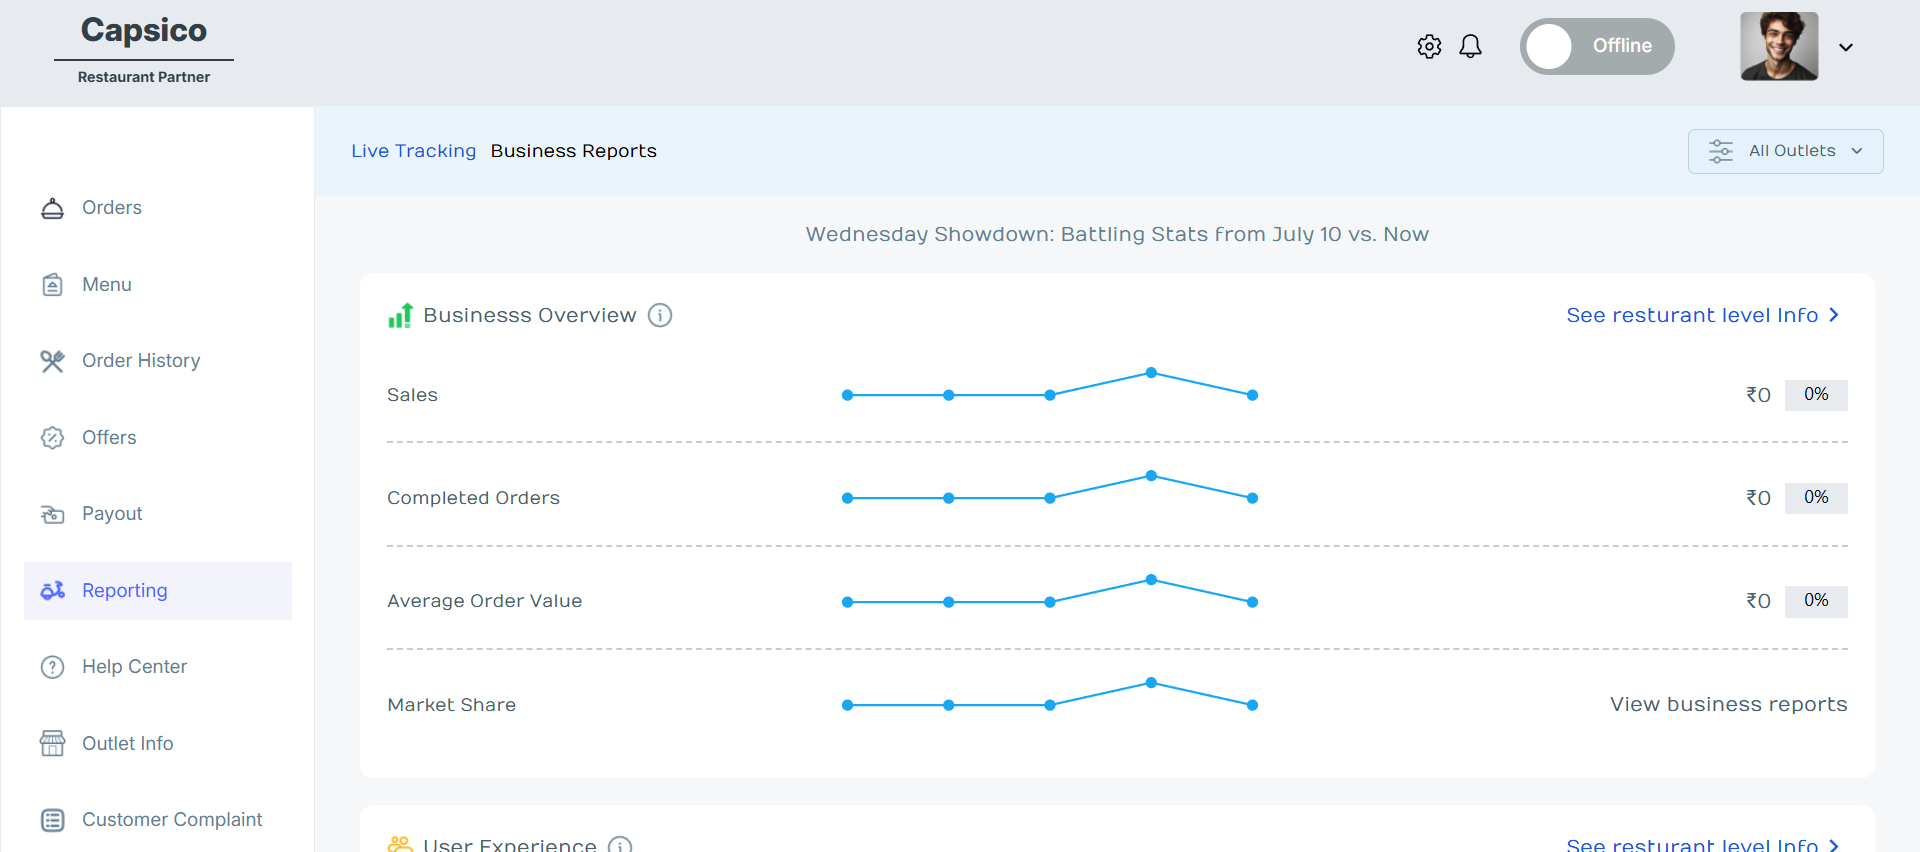 Capsico
Restaurant Partner
Offline
Live Tracking Business Reports
All Outlets
Orders
Menu
Order History
Offers
Payout
Reporting
Help Center
Outlet Info
Customer Complaint
Wednesday Showdown: Battling Stats from July 10 vs. Now
Businesss Overview
See resturant level Info
Sales
₹0 0%
Completed Orders
₹0 0%
Average Order Value
₹0 0%
Market Share
View business reports
User Experience
See resturant level Info